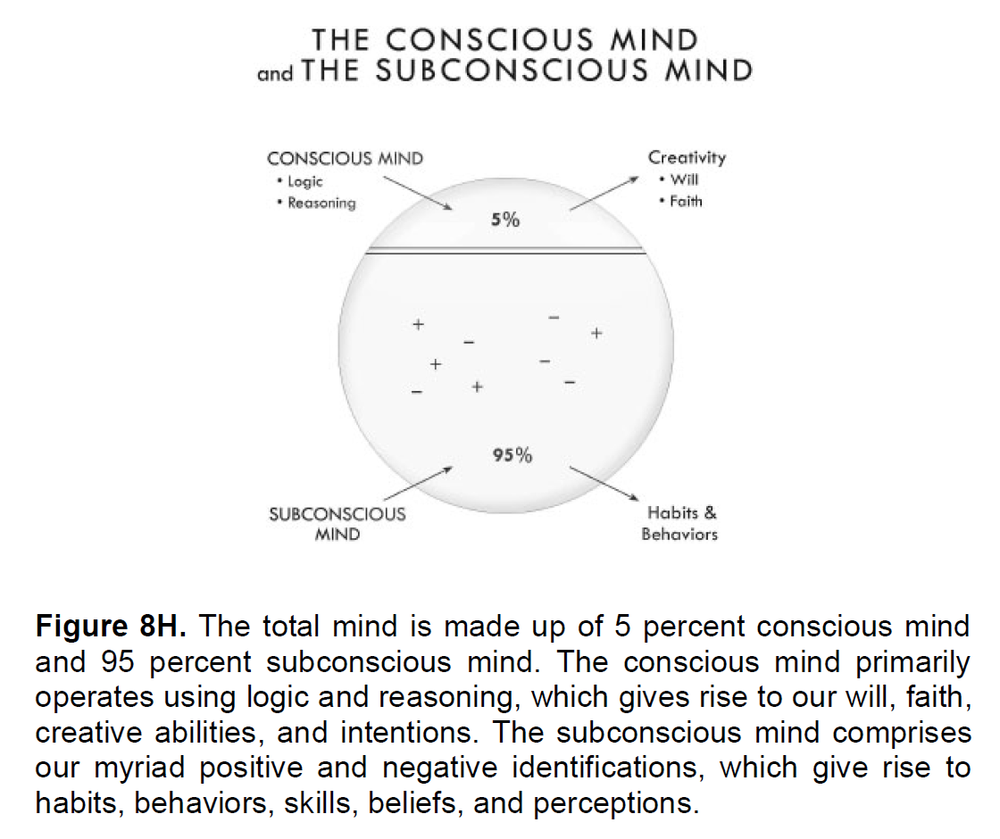 THE CONSCIOUS MIND
and THE SUBCONSCIOUS MIND
CONSCIOUS MIND
• Logic
• Reasoning
Creativity
• Will
• Faith
5%
+
−
+
−
+
−
−
+
−
95%
SUBCONSCIOUS
MIND
Habits &
Behaviors
Figure 8H. The total mind is made up of 5 percent conscious mind
and 95 percent subconscious mind. The conscious mind primarily
operates using logic and reasoning, which gives rise to our will, faith,
creative abilities, and intentions. The subconscious mind comprises
our myriad positive and negative identifications, which give rise to
habits, behaviors, skills, beliefs, and perceptions.